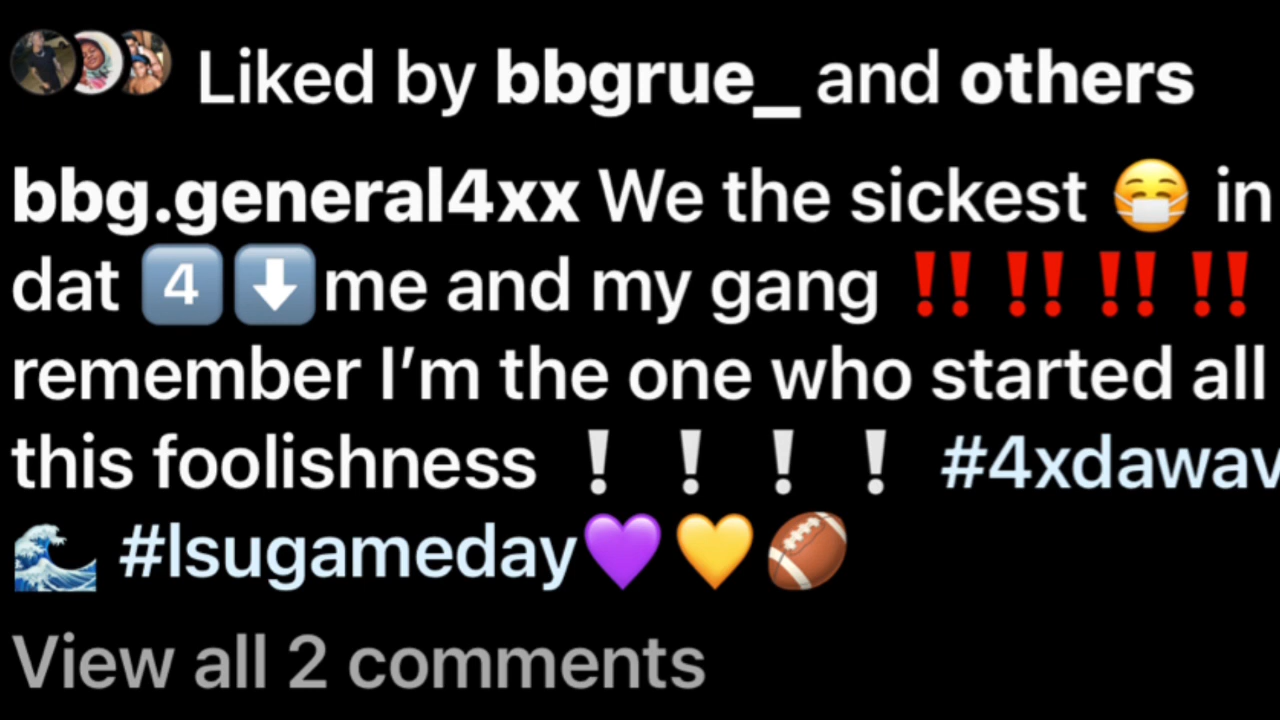 Liked by bbgrue_ and others
bbg.general4xx We the sickest 😷 in
dat 4️⃣⬇️me and my gang ‼️‼️‼️‼️
remember I’m the one who started all
this foolishness ❕❕❕❕ #4xdawav
🌊 #lsugameday💜💛🏈
View all 2 comments